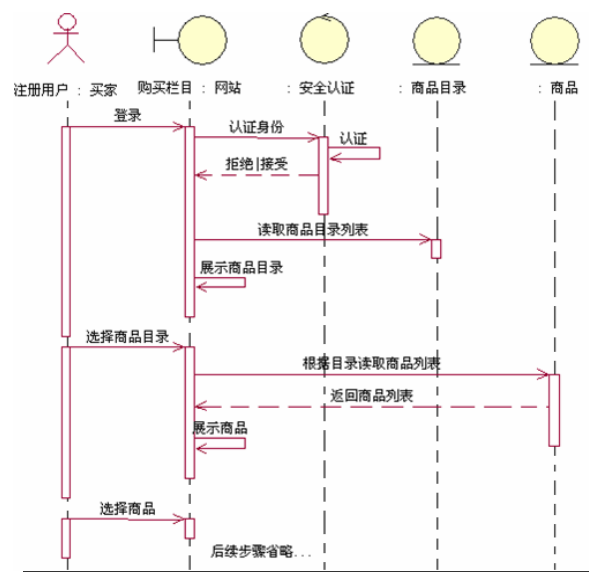 注册用户 : 买家
购买栏目 : 网站
: 安全认证
: 商品目录
: 商品
登录
认证身份
认证
拒绝|接受
读取商品目录列表
展示商品目录
选择商品目录
根据目录读取商品列表
返回商品列表
展示商品
选择商品
后续步骤省略...